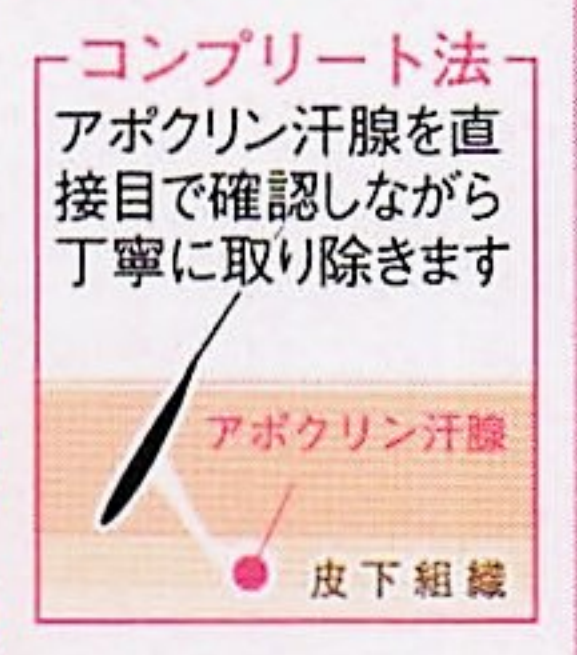 コンプリート法
アポクリン汗腺を直
接目で確認しながら
丁寧に取り除きます
アポクリン汗腺
皮下組織